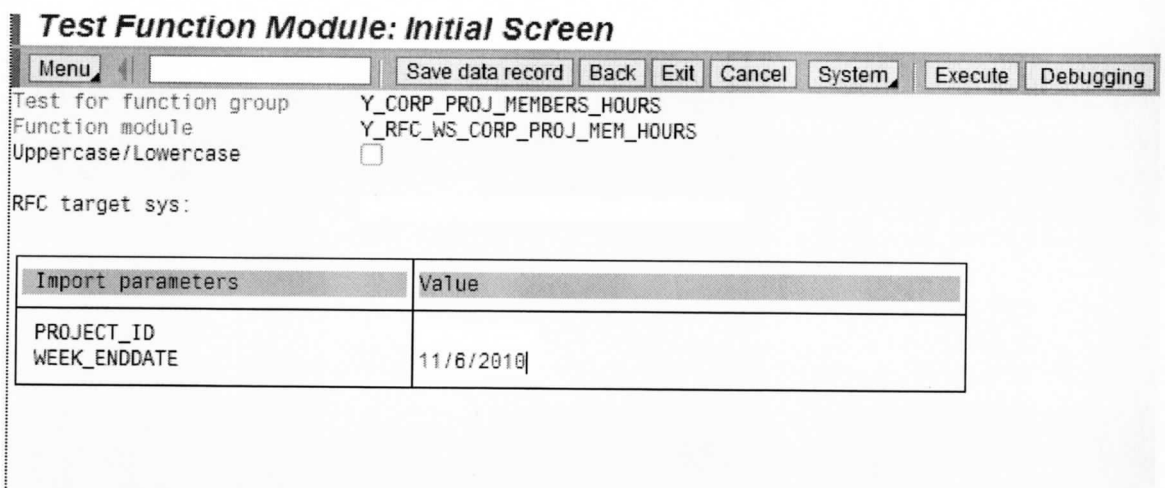 Test Function Module: Initial Screen
Menu Save data record Back Exit Cancel System Execute Debugging
Test for function group Y_CORP_PROJ_MEMBERS_HOURS
Function module Y_RFC_WS_CORP_PROJ_MEM_HOURS
Uppercase/Lowercase
RFC target sys:
Import parameters Value
PROJECT_ID
WEEK_ENDDATE 11/6/2010